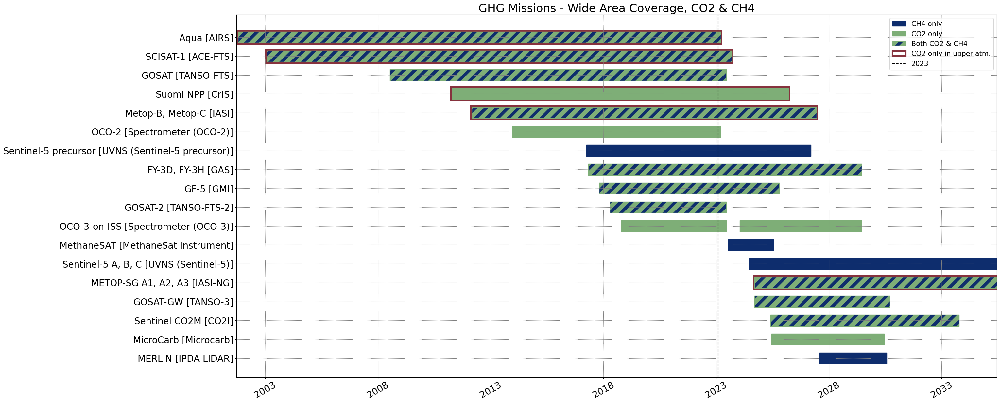 GHG Missions - Wide Area Coverage, CO2 & CH4
CH4 only
CO2 only
Both CO2 & CH4
CO2 only in upper atm.
2023
Aqua [AIRS]
SCISAT-1 [ACE-FTS]
GOSAT [TANSO-FTS]
Suomi NPP [CrIS]
Metop-B, Metop-C [IASI]
OCO-2 [Spectrometer (OCO-2)]
Sentinel-5 precursor [UVNS (Sentinel-5 precursor)]
FY-3D, FY-3H [GAS]
GF-5 [GMI]
GOSAT-2 [TANSO-FTS-2]
OCO-3-on-ISS [Spectrometer (OCO-3)]
MethaneSAT [MethaneSat Instrument]
Sentinel-5 A, B, C [UVNS (Sentinel-5)]
METOP-SG A1, A2, A3 [IASI-NG]
GOSAT-GW [TANSO-3]
Sentinel CO2M [CO2I]
MicroCarb [Microcarb]
MERLIN [IPDA LIDAR]
2003
2008
2013
2018
2023
2028
2033